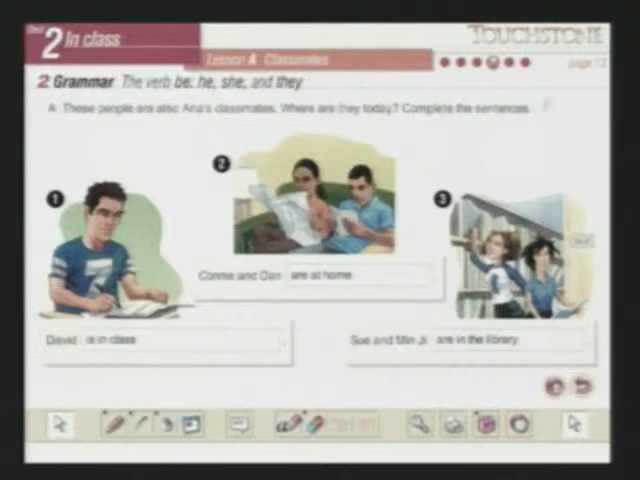 Unit
2 In class
TOUCHSTONE
Lesson A Classmates
2 Grammar The verb be: he, she, and they
A These people are also Ana's classmates. Where are they today? Complete the sentences.
2
1
3
Connie and Dan are at home
David is in class
Sue and Min Ji are in the library